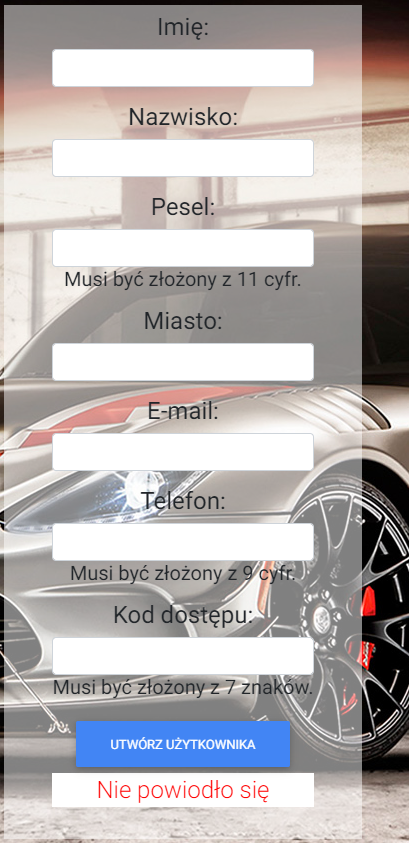 Imię:
Nazwisko:
Pesel:
Musi być złożony z 11 cyfr.
Miasto:
E-mail:
Telefon:
Musi być złożony z 9 cyfr.
Kod dostępu:
Musi być złożony z 7 znaków.
UTWÓRZ UŻYTKOWNIKA
Nie powiodło się